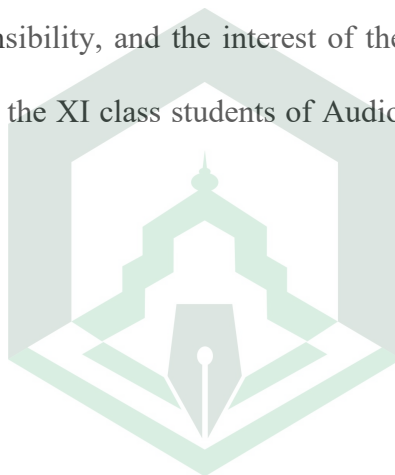 nsibility, and the interest of the
the XI class students of Audio